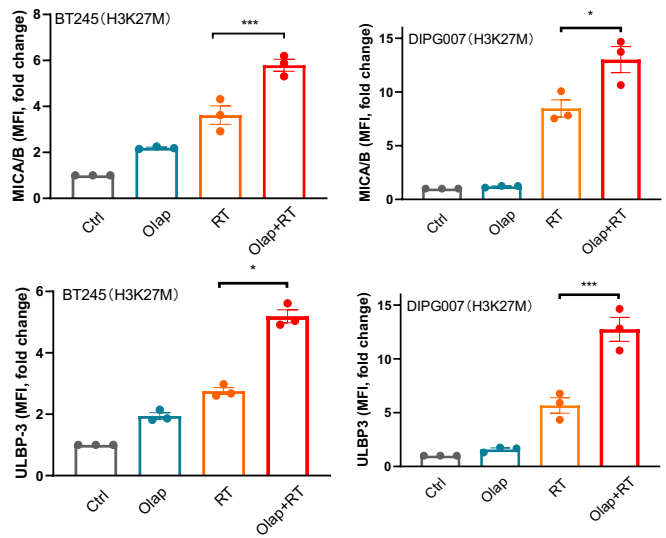 BT245(H3K27M)
***
MICA/B (MFI, fold change)
8
6
4
2
0
Ctrl
Olap
RT
Olap+RT
DIPG007(H3K27M)
*
MICA/B (MFI, fold change)
15
10
5
0
Ctrl
Olap
RT
Olap+RT
BT245(H3K27M)
*
ULBP-3 (MFI, fold change)
6
4
2
0
Ctrl
Olap
RT
Olap+RT
DIPG007(H3K27M)
***
ULBP3 (MFI, fold change)
15
10
5
0
Ctrl
Olap
RT
Olap+RT